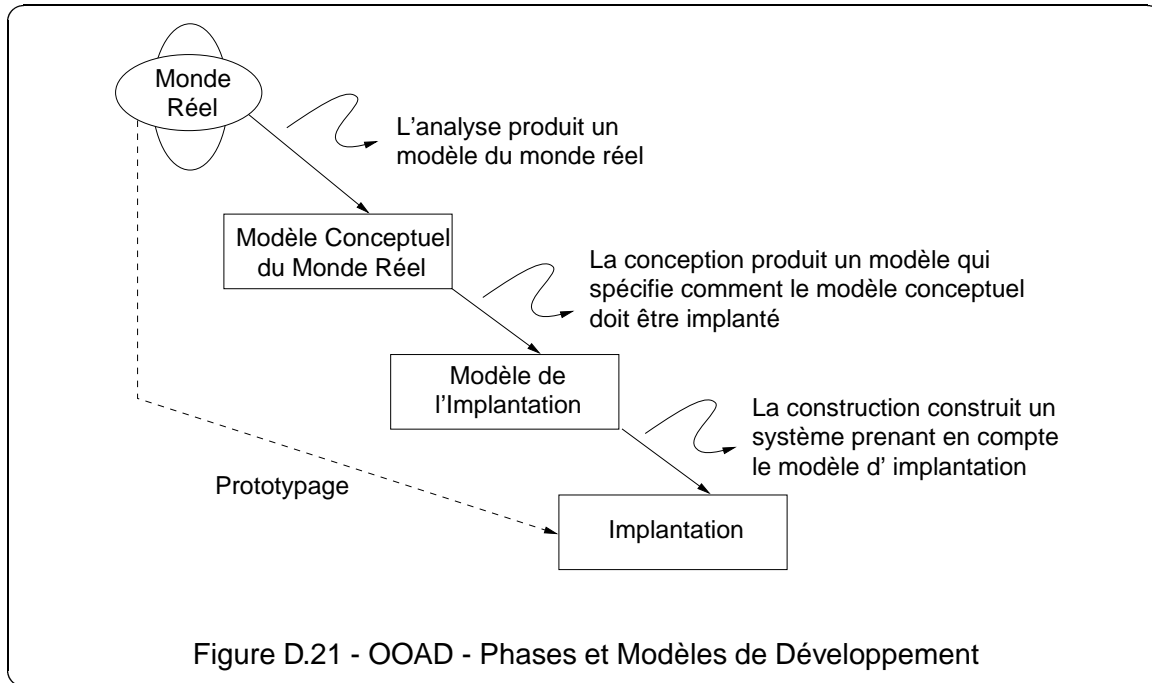 Monde
Réel
L'analyse produit un
modèle du monde réel
Modèle Conceptuel
du Monde Réel
La conception produit un modèle qui
spécifie comment le modèle conceptuel
doit être implanté
Modèle de
l'Implantation
La construction construit un
système prenant en compte
le modèle d' implantation
Prototypage
Implantation
Figure D.21 - OOAD - Phases et Modèles de Développement